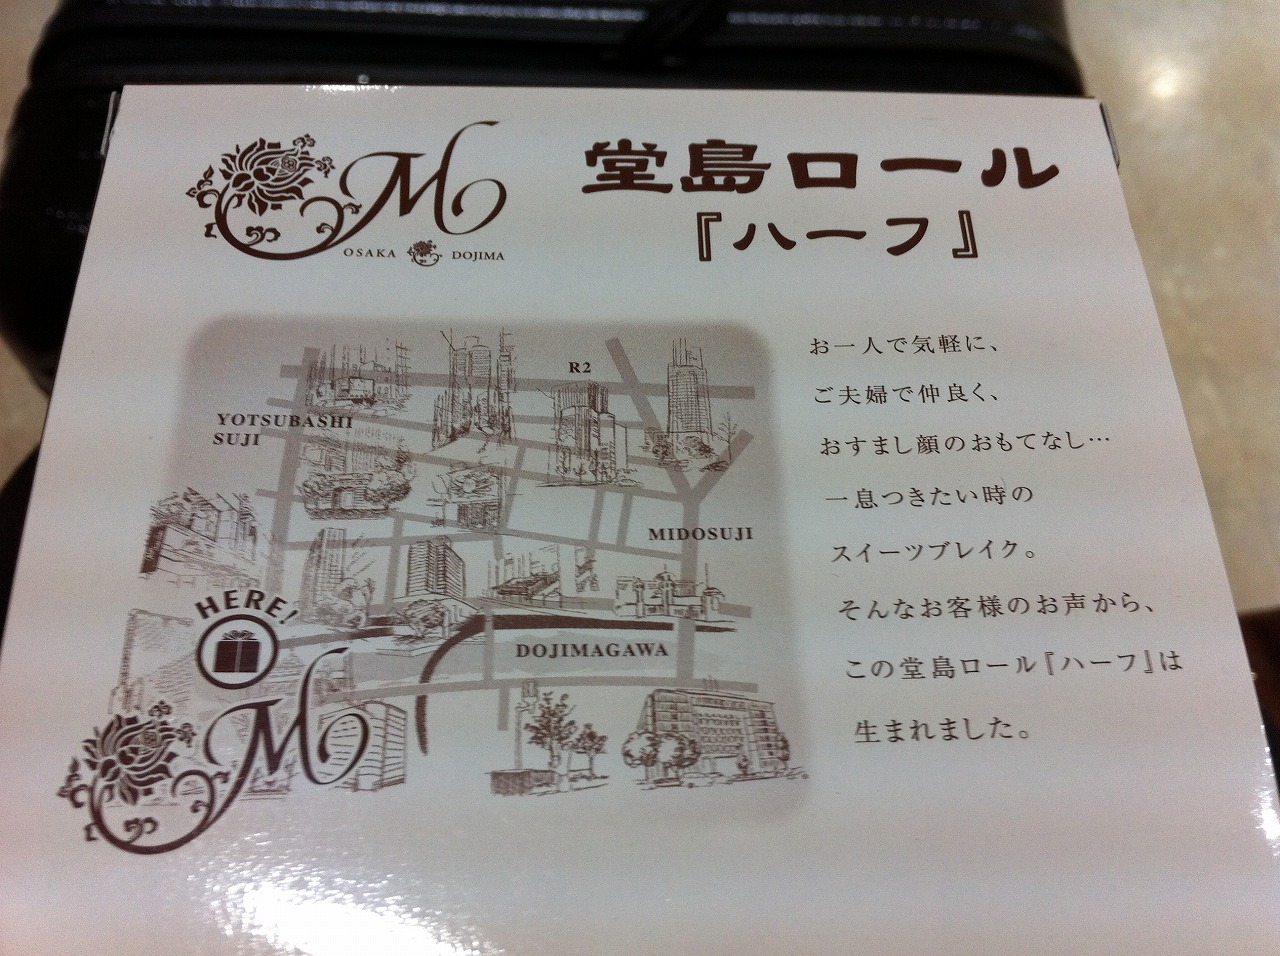 M
OSAKA DOJIMA
堂島ロール
『ハーフ』
お一人で気軽に、
ご夫婦で仲良く、
おすまし顔のおもてなし…
一息つきたい時の
スイーツブレイク。
そんなお客様のお声から、
この堂島ロール『ハーフ』は
生まれました。
R2
YOTSUBASHI
SUJI
MIDOSUJI
HERE!
DOJIMAGAWA
M